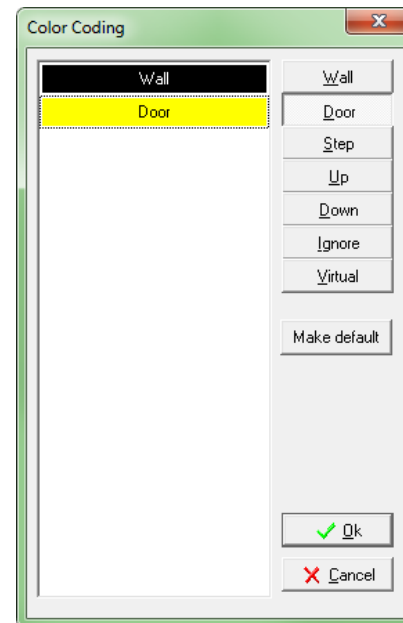 Color Coding
Wall
Door
Wall
Door
Step
Up
Down
Ignore
Virtual
Make default
Ok
Cancel